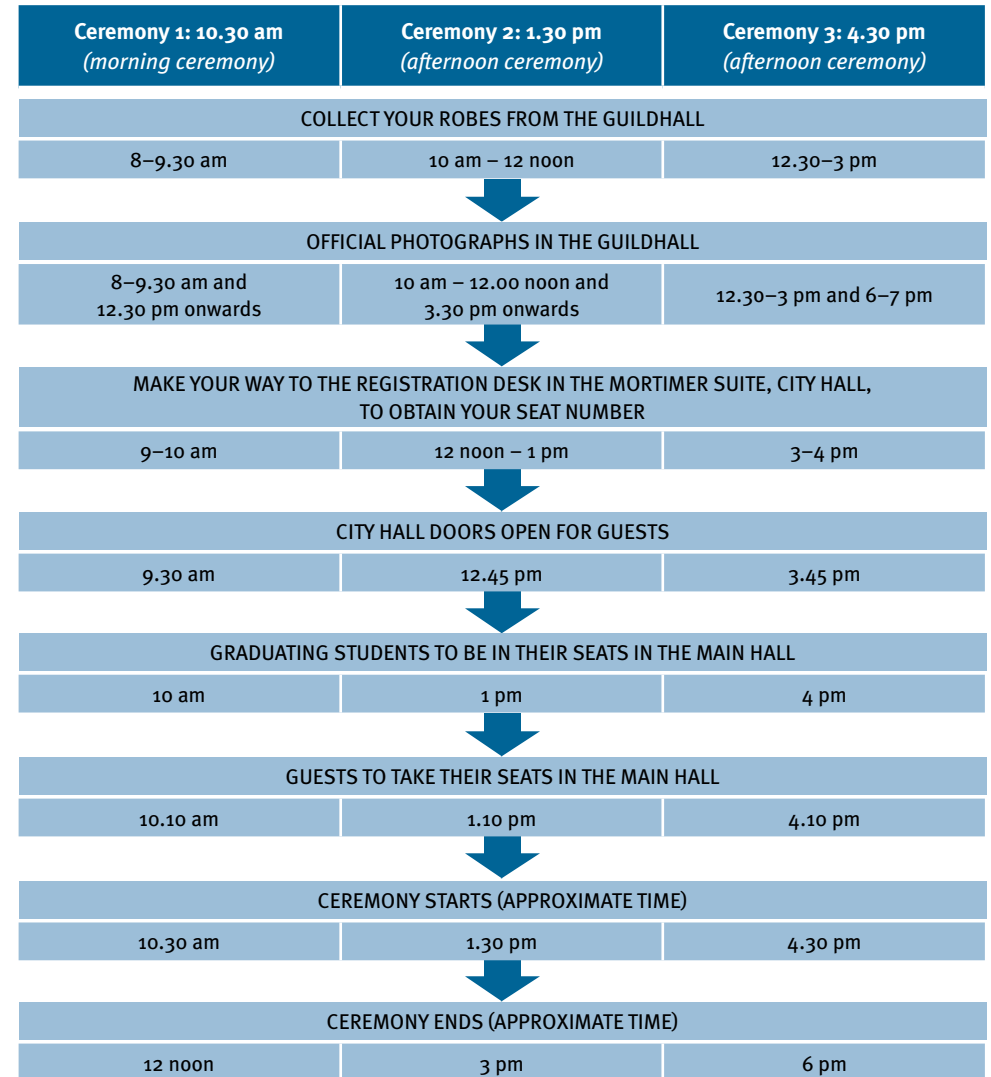 Ceremony 1: 10.30 am
(morning ceremony)
Ceremony 2: 1.30 pm
(afternoon ceremony)
Ceremony 3: 4.30 pm
(afternoon ceremony)
COLLECT YOUR ROBES FROM THE GUILDHALL
8–9.30 am
10 am – 12 noon
12.30–3 pm
OFFICIAL PHOTOGRAPHS IN THE GUILDHALL
8–9.30 am and
12.30 pm onwards
10 am – 12.00 noon and
3.30 pm onwards
12.30–3 pm and 6–7 pm
MAKE YOUR WAY TO THE REGISTRATION DESK IN THE MORTIMER SUITE, CITY HALL,
TO OBTAIN YOUR SEAT NUMBER
9–10 am
12 noon – 1 pm
3–4 pm
CITY HALL DOORS OPEN FOR GUESTS
9.30 am
12.45 pm
3.45 pm
GRADUATING STUDENTS TO BE IN THEIR SEATS IN THE MAIN HALL
10 am
1 pm
4 pm
GUESTS TO TAKE THEIR SEATS IN THE MAIN HALL
10.10 am
1.10 pm
4.10 pm
CEREMONY STARTS (APPROXIMATE TIME)
10.30 am
1.30 pm
4.30 pm
CEREMONY ENDS (APPROXIMATE TIME)
12 noon
3 pm
6 pm